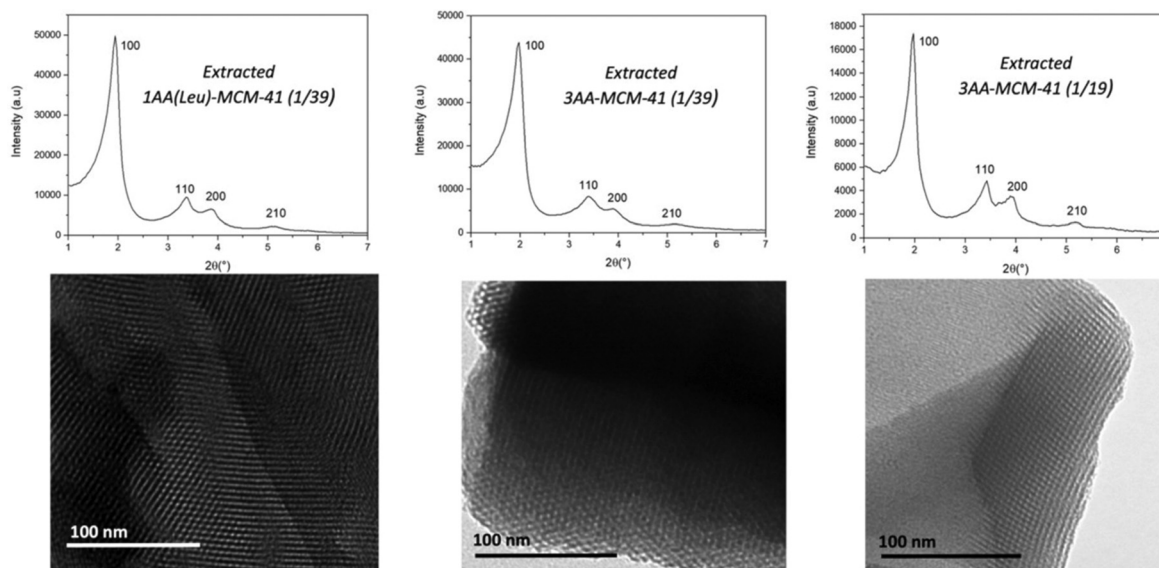 50000
40000
30000
20000
10000
0
Intensity (a.u)
100
Extracted
1AA(Leu)-MCM-41 (1/39)
110
200
210
1 2 3 4 5 6 7
2θ(°)
50000
40000
30000
20000
10000
0
Intensity (a.u)
100
Extracted
3AA-MCM-41 (1/39)
110
200
210
1 2 3 4 5 6 7
2θ(°)
18000
16000
14000
12000
10000
8000
6000
4000
2000
0
Intensity (a.u)
100
Extracted
3AA-MCM-41 (1/19)
110
200
210
1 2 3 4 5 6
2θ(°)
100 nm
100 nm
100 nm